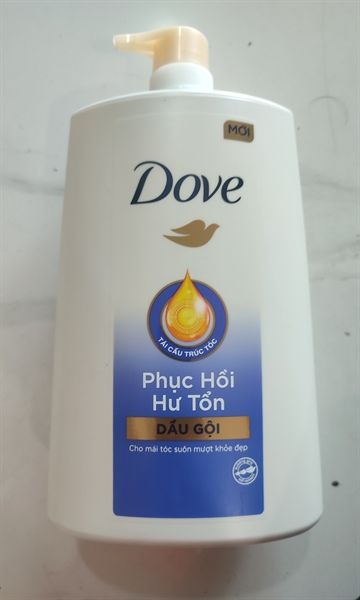 MỚI
Dove
TÁI CẤU TRÚC TÓC
Phục Hồi
Hư Tổn
DẦU GỘI
Cho mái tóc suôn mượt khỏe đẹp